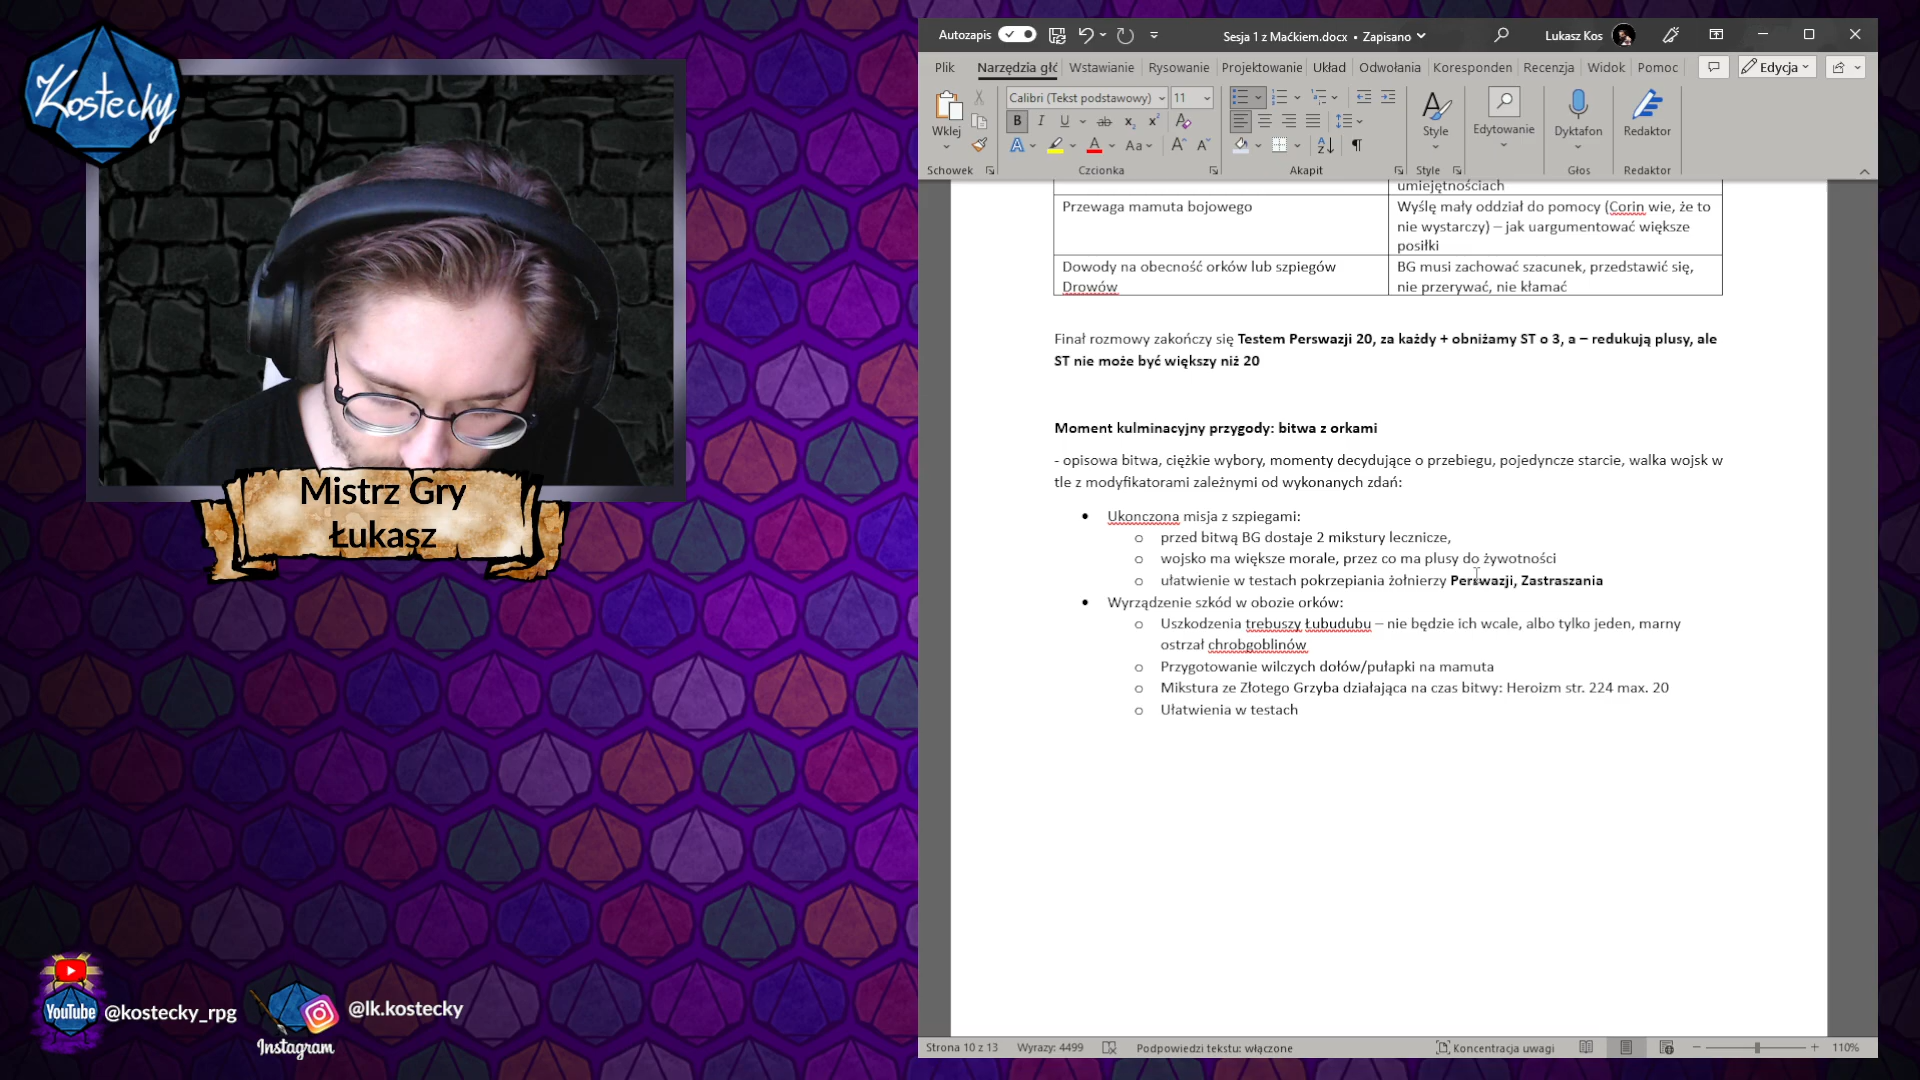 Kostecky
Mistrz Gry
Łukasz
YouTube
@kostecky_rpg
@lk.kostecky
Instagram
Autozapis
Sesja 1 z Maćkiem.docx • Zapisano
Lukasz Kos
Plik Narzędzia głć Wstawianie Rysowanie Projektowanie Układ Odwołania Koresponden Recenzja Widok Pomoc
Edycja
Calibri (Tekst podstawowy) 11
Wklej
Style
Edytowanie
Dyktafon
Redaktor
Schowek Czcionka Akapit Style Głos Redaktor
umiejętnościach
Przewaga mamuta bojowego
Wyślę mały oddział do pomocy (Corin wie, że to
nie wystarczy) – jak uargumentować większe
posiłki
Dowody na obecność orków lub szpiegów
Drowów
BG musi zachować szacunek, przedstawić się,
nie przerywać, nie kłamać
Finał rozmowy zakończy się Testem Perswazji 20, za każdy + obniżamy ST o 3, a – redukują plusy, ale
ST nie może być większy niż 20
Moment kulminacyjny przygody: bitwa z orkami
- opisowa bitwa, ciężkie wybory, momenty decydujące o przebiegu, pojedyncze starcie, walka wojsk w
tle z modyfikatorami zależnymi od wykonanych zdań:
• Ukonczona misja z szpiegami:
o przed bitwą BG dostaje 2 mikstury lecznicze,
o wojsko ma większe morale, przez co ma plusy do żywotności
o ułatwienie w testach pokrzepiania żołnierzy Perswazji, Zastraszania
• Wyrządzenie szkód w obozie orków:
o Uszkodzenia trebuszy Łubudubu – nie będzie ich wcale, albo tylko jeden, marny
ostrzał chrobgoblinów
o Przygotowanie wilczych dołów/pułapki na mamuta
o Mikstura ze Złotego Grzyba działająca na czas bitwy: Heroizm str. 224 max. 20
o Ułatwienia w testach
Strona 10 z 13 Wyrazy: 4499 Podpowiedzi tekstu: włączone Koncentracja uwagi 110%